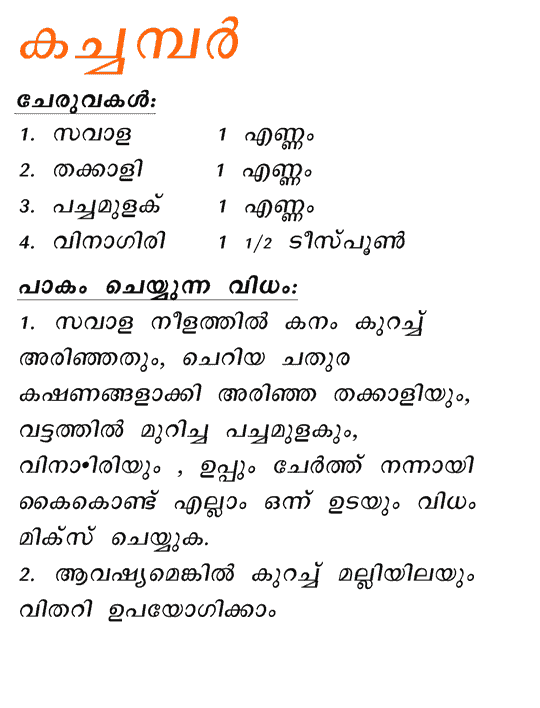 കച്ചമ്പർ
ചേരുവകൾ:
1. സവാള 1 എണ്ണം
2. തക്കാളി 1 എണ്ണം
3. പച്ചമുളക് 1 എണ്ണം
4. വിനാഗിരി 1 1/2 ടീസ്പൂൺ
പാകം ചെയ്യുന്ന വിധം:
1. സവാള നീളത്തിൽ കനം കുറച്ച്
അരിഞ്ഞതും, ചെറിയ ചതുര
കഷണങ്ങളാക്കി അരിഞ്ഞ തക്കാളിയും,
വട്ടത്തിൽ മുറിച്ച പച്ചമുളകും,
വിനാ•ിരിയും , ഉപ്പും ചേർത്ത് നന്നായി
കൈകൊണ്ട് എല്ലാം ഒന്ന് ഉടയും വിധം
മിക്സ് ചെയ്യുക.
2. ആവഷ്യമെങ്കിൽ കുറച്ച് മല്ലിയിലയും
വിതറി ഉപയോഗിക്കാം